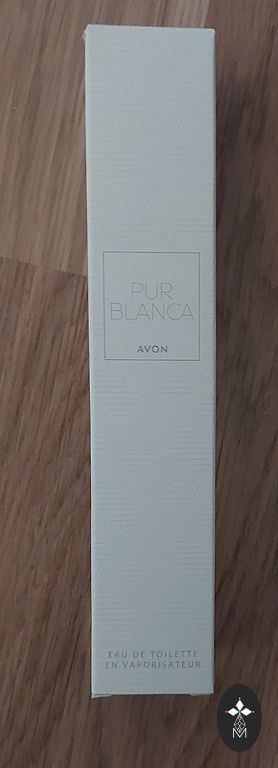 PUR
BLANCA
AVON
EAU DE TOILETTE
EN VAPORISATEUR